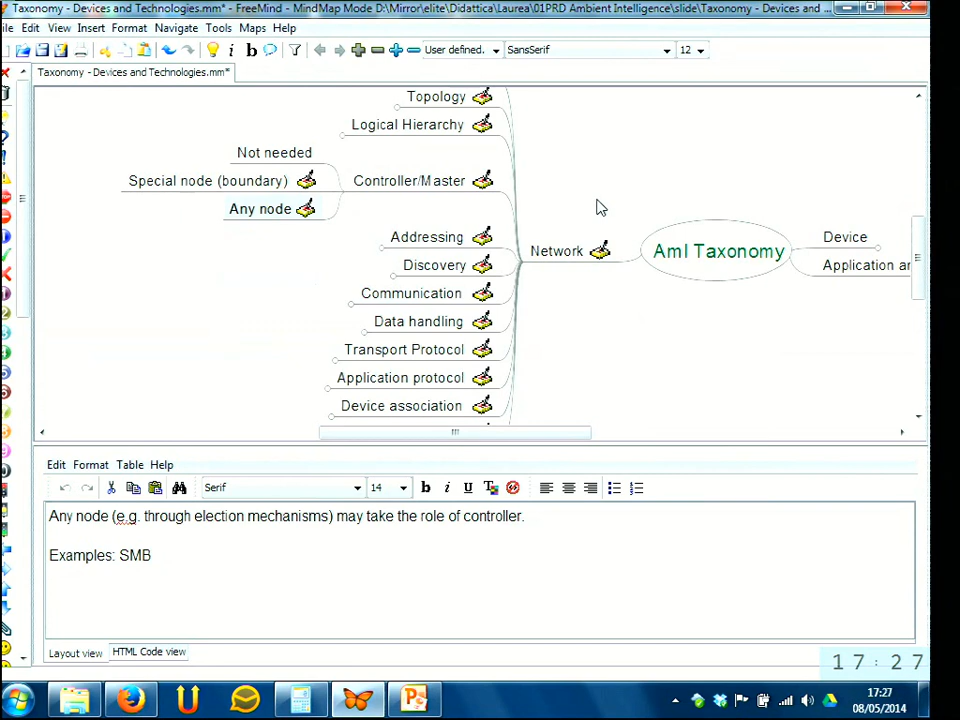 Taxonomy - Devices and Technologies.mm* - FreeMind - MindMap Mode D:\Mirror\elite\Didattica\Laurea\01PRD Ambient Intelligence\slide\Taxonomy - Devices and ...
ile Edit View Insert Format Navigate Tools Maps Help
User defined. SansSerif 12
Taxonomy - Devices and Technologies.mm*
Topology
Logical Hierarchy
Not needed
Special node (boundary) Controller/Master
Any node
Addressing
Discovery
Communication
Data handling
Transport Protocol
Application protocol
Device association
Network
AmI Taxonomy
Device
Application ar
Edit Format Table Help
Serif 14 b i U
Any node (e.g. through election mechanisms) may take the role of controller.
Examples: SMB
Layout view HTML Code view
17:27
17:27
08/05/2014